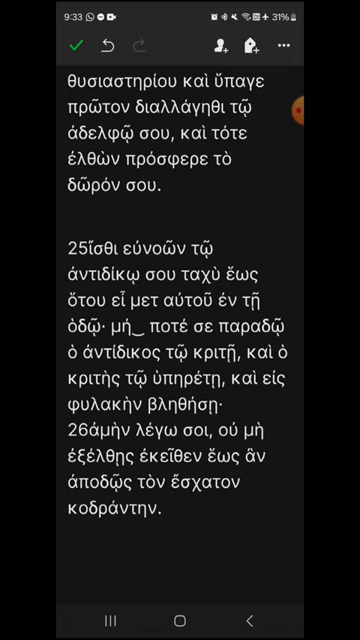 9:33
31%
θυσιαστηρίου καὶ ὕπαγε
πρῶτον διαλλάγηθι τῷ
ἀδελφῷ σου, καὶ τότε
ἐλθὼν πρόσφερε τὸ
δῶρόν σου.
25ἴσθι εὐνοῶν τῷ
ἀντιδίκῳ σου ταχὺ ἕως
ὅτου εἶ μετ αὐτοῦ ἐν τῇ
ὁδῷ· μή‿ ποτέ σε παραδῷ
ὁ ἀντίδικος τῷ κριτῇ, καὶ ὁ
κριτὴς τῷ ὑπηρέτῃ, καὶ εἰς
φυλακὴν βληθήσῃ·
26ἀμὴν λέγω σοι, οὐ μὴ
ἐξέλθῃς ἐκεῖθεν ἕως ἂν
ἀποδῷς τὸν ἔσχατον
κοδράντην.